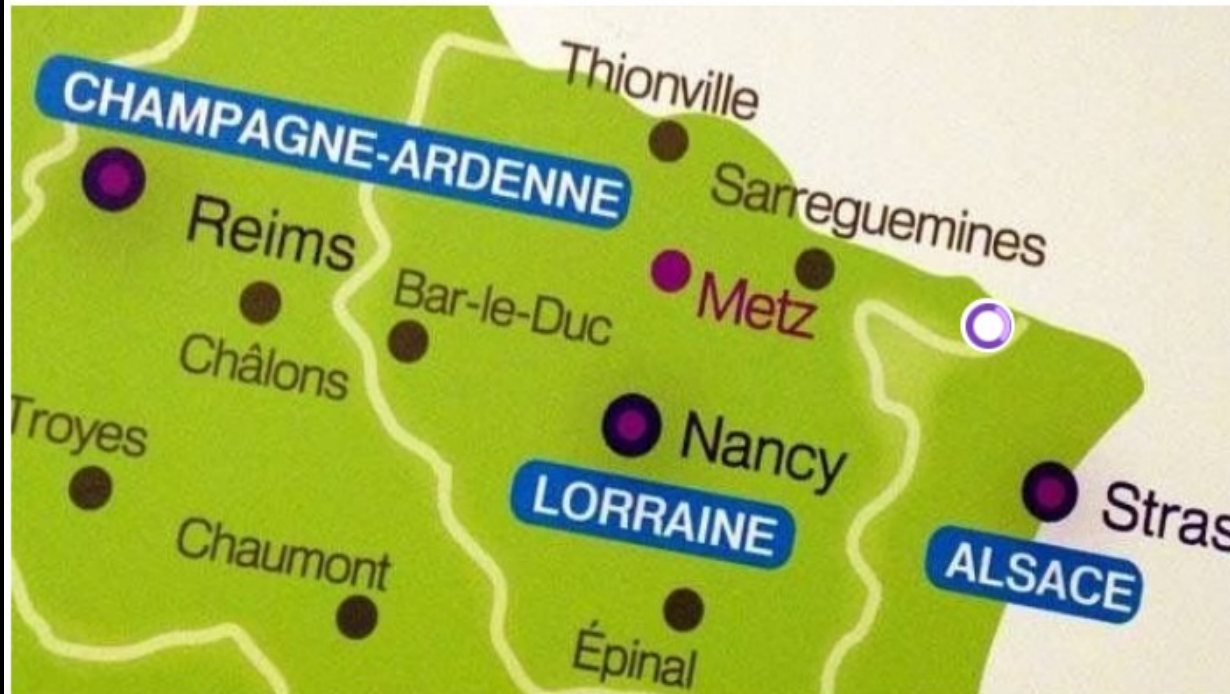 Thionville
CHAMPAGNE-ARDENNE
Sarreguemines
Reims
Metz
Bar-le-Duc
Châlons
Troyes
Nancy
LORRAINE
Stras
Chaumont
ALSACE
Épinal